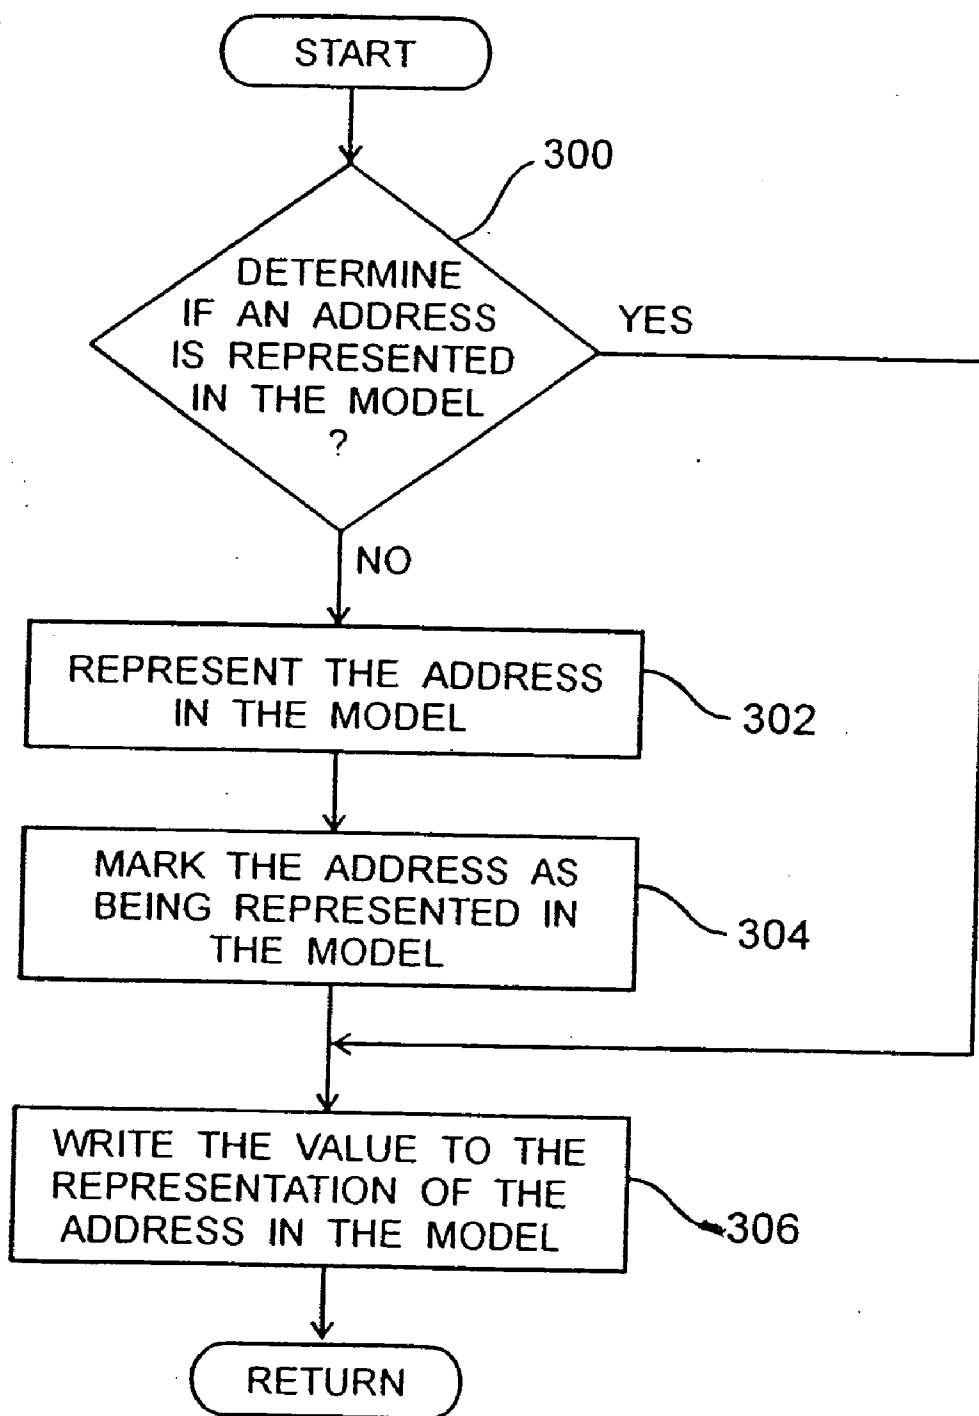 START
300
DETERMINE
IF AN ADDRESS
IS REPRESENTED
IN THE MODEL
?
YES
NO
REPRESENT THE ADDRESS
IN THE MODEL
302
MARK THE ADDRESS AS
BEING REPRESENTED IN
THE MODEL
304
WRITE THE VALUE TO THE
REPRESENTATION OF THE
ADDRESS IN THE MODEL
306
RETURN